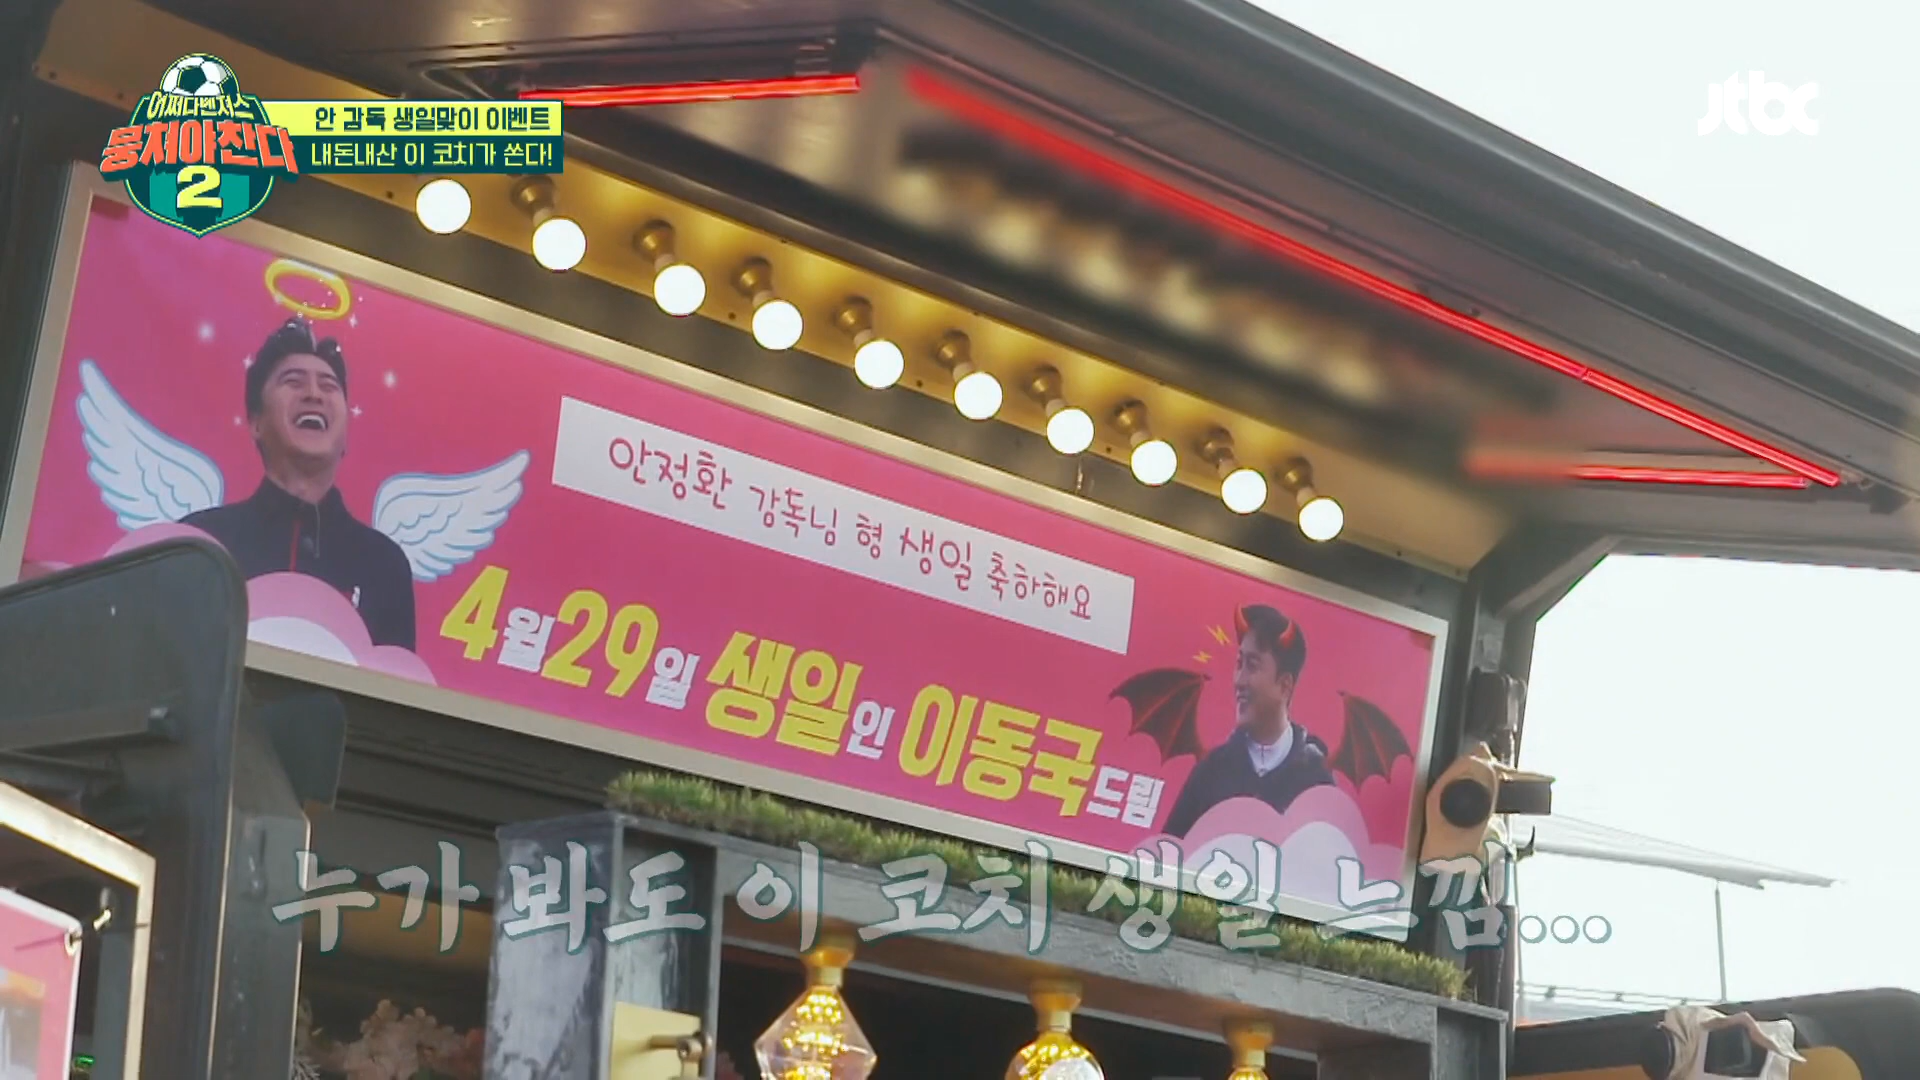 어쩌다벤져스
뭉쳐야찬다
2
안 감독 생일맞이 이벤트
내돈내산 이 코치가 쏜다!
jtbc
안정환 감독님 형 생일 축하해요
4월29일 생일인 이동국드림
누가 봐도 이 코치 생일 느낌...